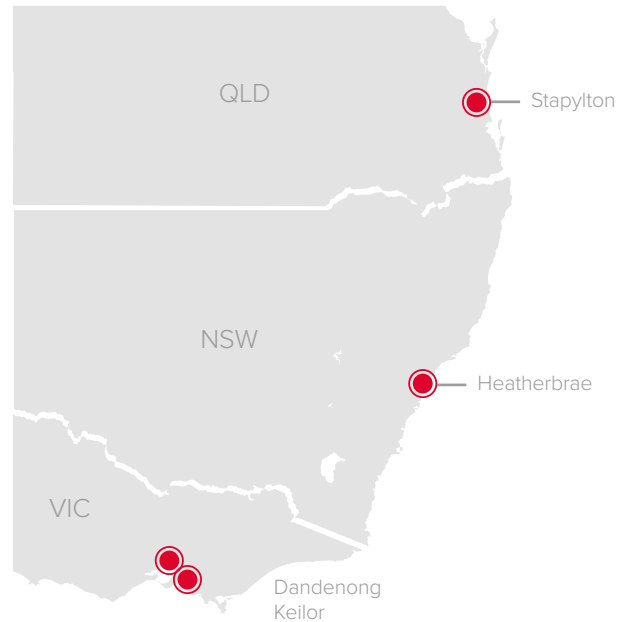 QLD
Stapylton
NSW
Heatherbrae
VIC
Dandenong
Keilor